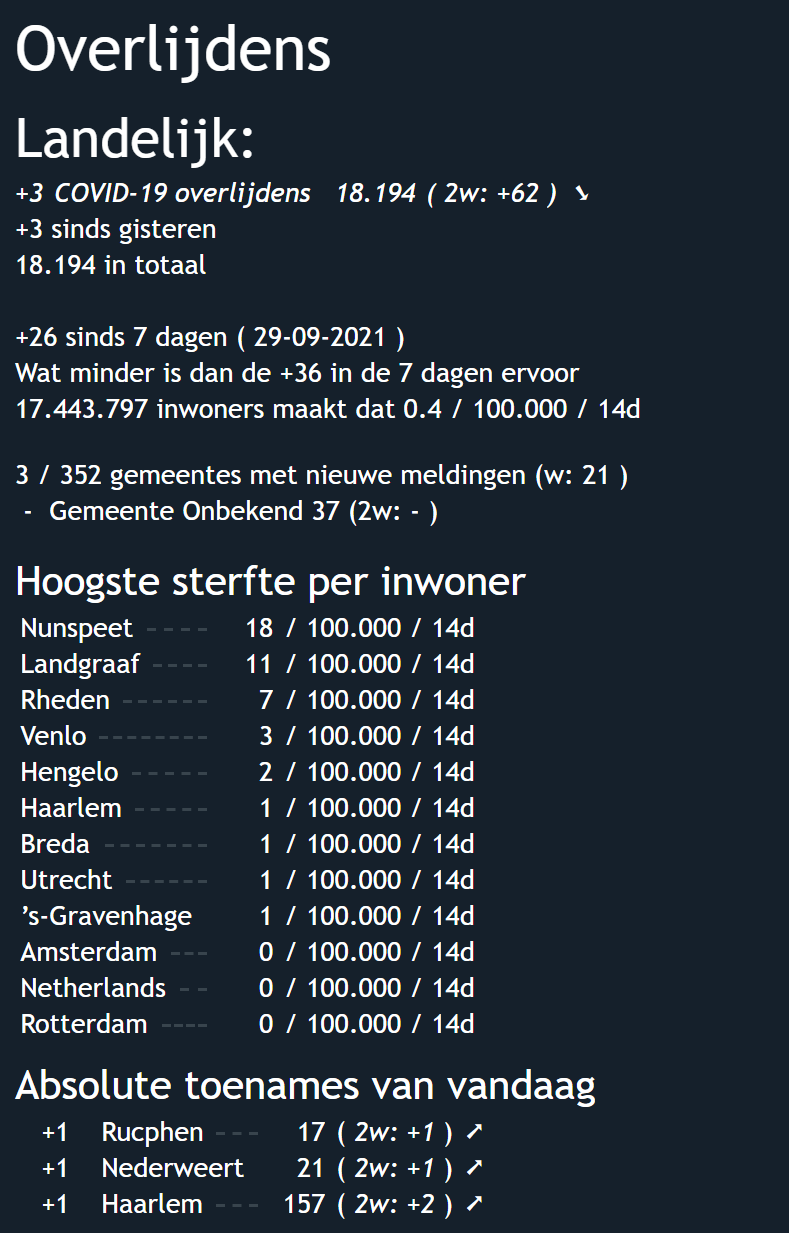 Overlijdens
Landelijk:
+3 COVID-19 overlijdens 18.194 ( 2w: +62 ) ➘
+3 sinds gisteren
18.194 in totaal
+26 sinds 7 dagen ( 29-09-2021 )
Wat minder is dan de +36 in de 7 dagen ervoor
17.443.797 inwoners maakt dat 0.4 / 100.000 / 14d
3 / 352 gemeentes met nieuwe meldingen (w: 21 )
- Gemeente Onbekend 37 (2w: - )
Hoogste sterfte per inwoner
Nunspeet ---- 18 / 100.000 / 14d
Landgraaf ---- 11 / 100.000 / 14d
Rheden ------ 7 / 100.000 / 14d
Venlo -------- 3 / 100.000 / 14d
Hengelo ----- 2 / 100.000 / 14d
Haarlem ----- 1 / 100.000 / 14d
Breda ------- 1 / 100.000 / 14d
Utrecht ------ 1 / 100.000 / 14d
’s-Gravenhage 1 / 100.000 / 14d
Amsterdam --- 0 / 100.000 / 14d
Netherlands -- 0 / 100.000 / 14d
Rotterdam ---- 0 / 100.000 / 14d
Absolute toenames van vandaag
+1 Rucphen --- 17 ( 2w: +1 ) ➚
+1 Nederweert 21 ( 2w: +1 ) ➚
+1 Haarlem --- 157 ( 2w: +2 ) ➚